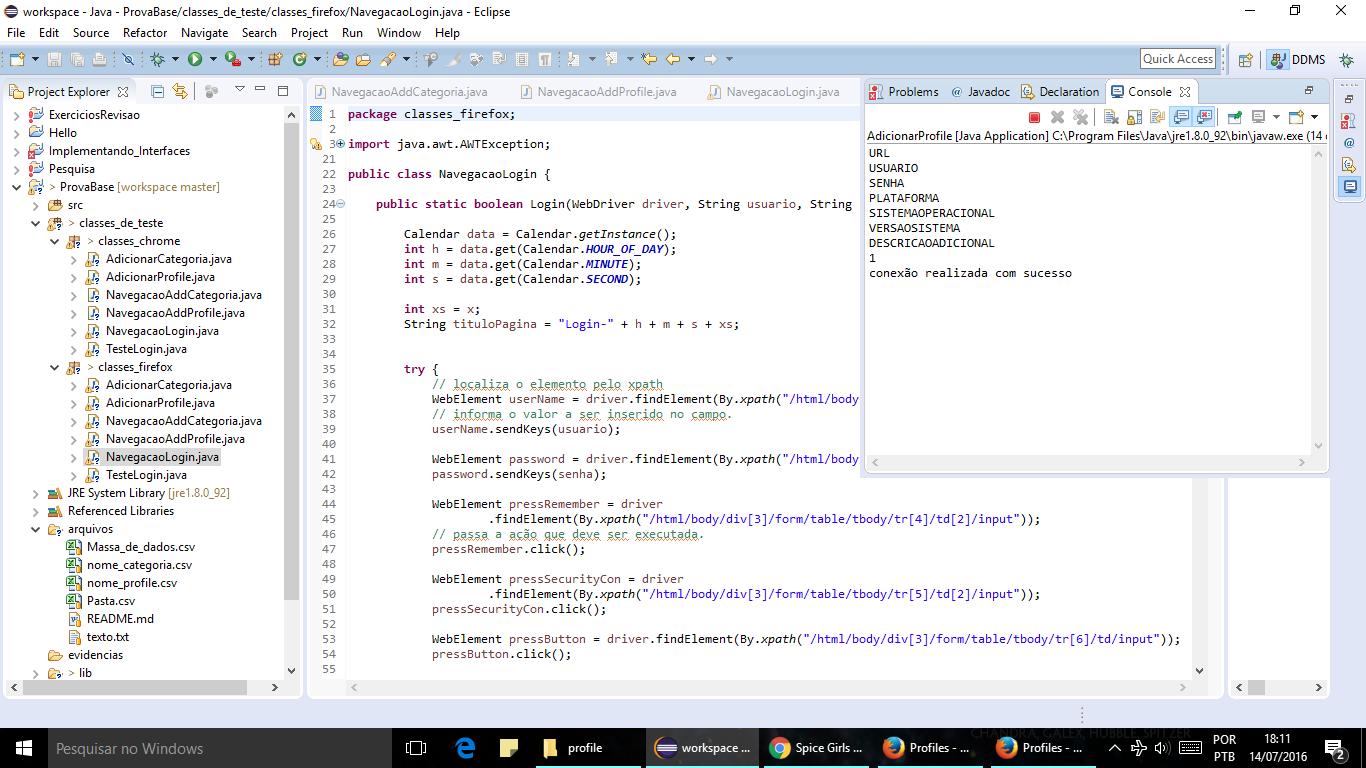 workspace - Java - ProvaBase/classes_de_teste/classes_firefox/NavegacaoLogin.java - Eclipse
File Edit Source Refactor Navigate Search Project Run Window Help
Quick Access
DDMS
Project Explorer
ExerciciosRevisao
Hello
Implementando_Interfaces
Pesquisa
> ProvaBase [workspace master]
src
> classes_de_teste
> classes_chrome
AdicionarCategoria.java
AdicionarProfile.java
NavegacaoAddCategoria.java
NavegacaoAddProfile.java
NavegacaoLogin.java
TesteLogin.java
> classes_firefox
AdicionarCategoria.java
AdicionarProfile.java
NavegacaoAddCategoria.java
NavegacaoAddProfile.java
NavegacaoLogin.java
TesteLogin.java
JRE System Library [jre1.8.0_92]
Referenced Libraries
arquivos
Massa_de_dados.csv
nome_categoria.csv
nome_profile.csv
Pasta.csv
README.md
texto.txt
evidencias
> lib
NavegacaoAddCategoria.java NavegacaoAddProfile.java NavegacaoLogin.java
1 package classes_firefox;
2
3 import java.awt.AWTException;
21
22 public class NavegacaoLogin {
23
24 public static boolean Login(WebDriver driver, String usuario, String
25
26 Calendar data = Calendar.getInstance();
27 int h = data.get(Calendar.HOUR_OF_DAY);
28 int m = data.get(Calendar.MINUTE);
29 int s = data.get(Calendar.SECOND);
30
31 int xs = x;
32 String tituloPagina = "Login-" + h + m + s + xs;
33
34
35 try {
36 // localiza o elemento pelo xpath
37 WebElement userName = driver.findElement(By.xpath("/html/body
38 // informa o valor a ser inserido no campo.
39 userName.sendKeys(usuario);
40
41 WebElement password = driver.findElement(By.xpath("/html/body
42 password.sendKeys(senha);
43
44 WebElement pressRemember = driver
45 .findElement(By.xpath("/html/body/div[3]/form/table/tbody/tr[4]/td[2]/input"));
46 // passa a acão que deve ser executada.
47 pressRemember.click();
48
49 WebElement pressSecurityCon = driver
50 .findElement(By.xpath("/html/body/div[3]/form/table/tbody/tr[5]/td[2]/input"));
51 pressSecurityCon.click();
52
53 WebElement pressButton = driver.findElement(By.xpath("/html/body/div[3]/form/table/tbody/tr[6]/td/input"));
54 pressButton.click();
55
Problems Javadoc Declaration Console
AdicionarProfile [Java Application] C:\Program Files\Java\jre1.8.0_92\bin\javaw.exe (14
URL
USUARIO
SENHA
PLATAFORMA
SISTEMAOPERACIONAL
VERSAOSISTEMA
DESCRICAOADICIONAL
1
conexão realizada com sucesso
CHANDRA, GALEX, HUBBLE, SPITZER
Pesquisar no Windows
profile
workspace ...
Spice Girls ...
Profiles - ...
Profiles - ...
POR
PTB
18:11
14/07/2016
2